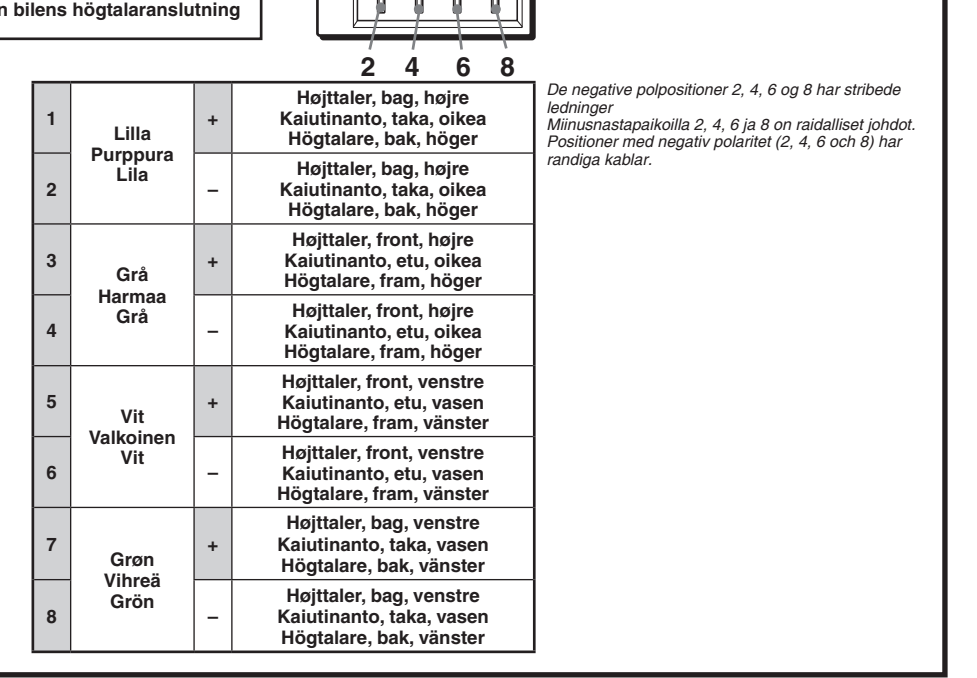 n bilens högtalaranslutning
2 4 6 8
De negative polpositioner 2, 4, 6 og 8 har stribede
ledninger
Miinusnastapaikoilla 2, 4, 6 ja 8 on raidalliset johdot.
Positioner med negativ polaritet (2, 4, 6 och 8) har
randiga kablar.
1
Lilla
Purppura
Lila
+
Højttaler, bag, højre
Kaiutinanto, taka, oikea
Högtalare, bak, höger
2
–
Højttaler, bag, højre
Kaiutinanto, taka, oikea
Högtalare, bak, höger
3
Grå
Harmaa
Grå
+
Højttaler, front, højre
Kaiutinanto, etu, oikea
Högtalare, fram, höger
4
–
Højttaler, front, højre
Kaiutinanto, etu, oikea
Högtalare, fram, höger
5
Vit
Valkoinen
Vit
+
Højttaler, front, venstre
Kaiutinanto, etu, vasen
Högtalare, fram, vänster
6
–
Højttaler, front, venstre
Kaiutinanto, etu, vasen
Högtalare, fram, vänster
7
Grøn
Vihreä
Grön
+
Højttaler, bag, venstre
Kaiutinanto, taka, vasen
Högtalare, bak, vänster
8
–
Højttaler, bag, venstre
Kaiutinanto, taka, vasen
Högtalare, bak, vänster